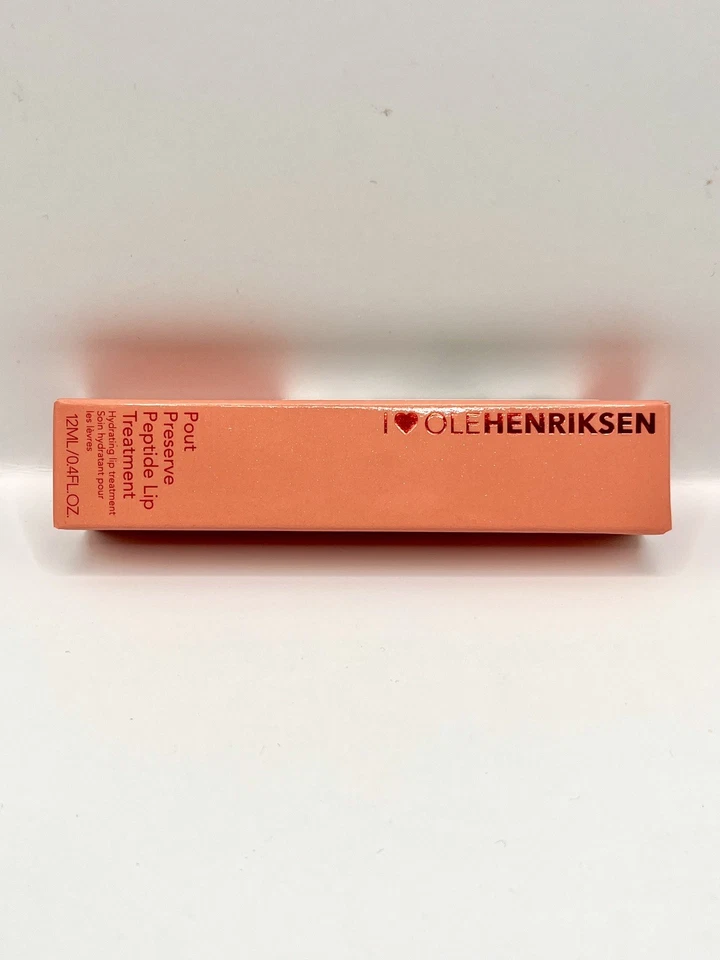 I ♥ OLEHENRIKSEN
Pout
Preserve
Peptide Lip
Treatment
Hydrating lip treatment
Soin hydratant pour
les lèvres
12ML/0.4FL.OZ.